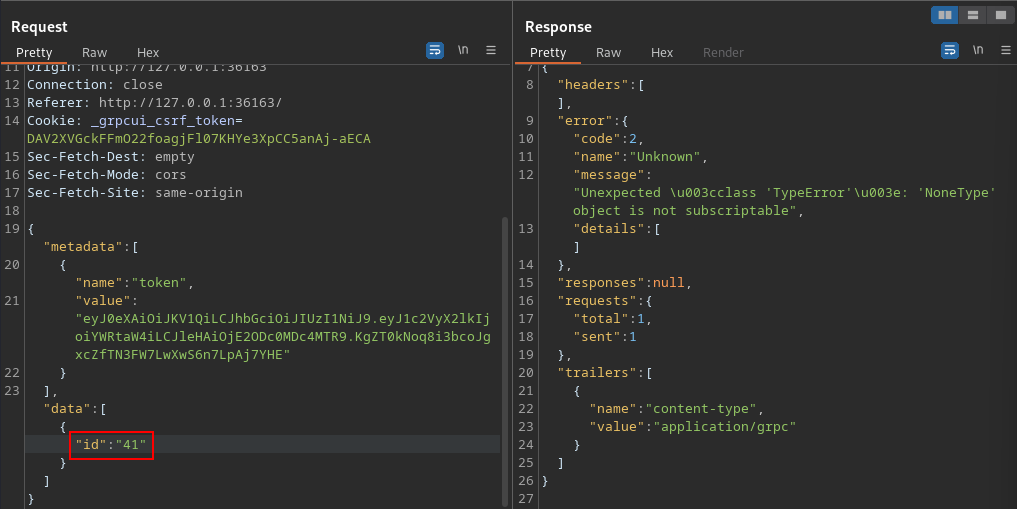 Request
Pretty Raw Hex
\n
11 Origin: http://127.0.0.1:36163
12 Connection: close
13 Referer: http://127.0.0.1:36163/
14 Cookie: _grpcui_csrf_token=
DAV2XVGckFFmO22foagjFl07KHYe3XpCC5anAj-aECA
15 Sec-Fetch-Dest: empty
16 Sec-Fetch-Mode: cors
17 Sec-Fetch-Site: same-origin
18
19 {
"metadata":[
20 {
"name":"token",
21 "value":
"eyJ0eXAiOiJKV1QiLCJhbGciOiJIUzI1NiJ9.eyJ1c2VyX2lkIj
oiYWRtaW4iLCJleHAiOjE2ODc0MDc4MTR9.KgZT0kNoq8i3bcoJg
xcZfTN3FW7LwXwS6n7LpAj7YHE"
22 }
23 ],
"data":[
{
"id":"41"
}
]
}
Response
Pretty Raw Hex Render
\n
7 {
8 "headers":[
],
9 "error":{
10 "code":2,
11 "name":"Unknown",
12 "message":
"Unexpected \u003cclass 'TypeError'\u003e: 'NoneType'
object is not subscriptable",
13 "details":[
]
14 },
15 "responses":null,
16 "requests":{
17 "total":1,
18 "sent":1
19 },
20 "trailers":[
21 {
22 "name":"content-type",
23 "value":"application/grpc"
24 }
25 ]
26 }
27